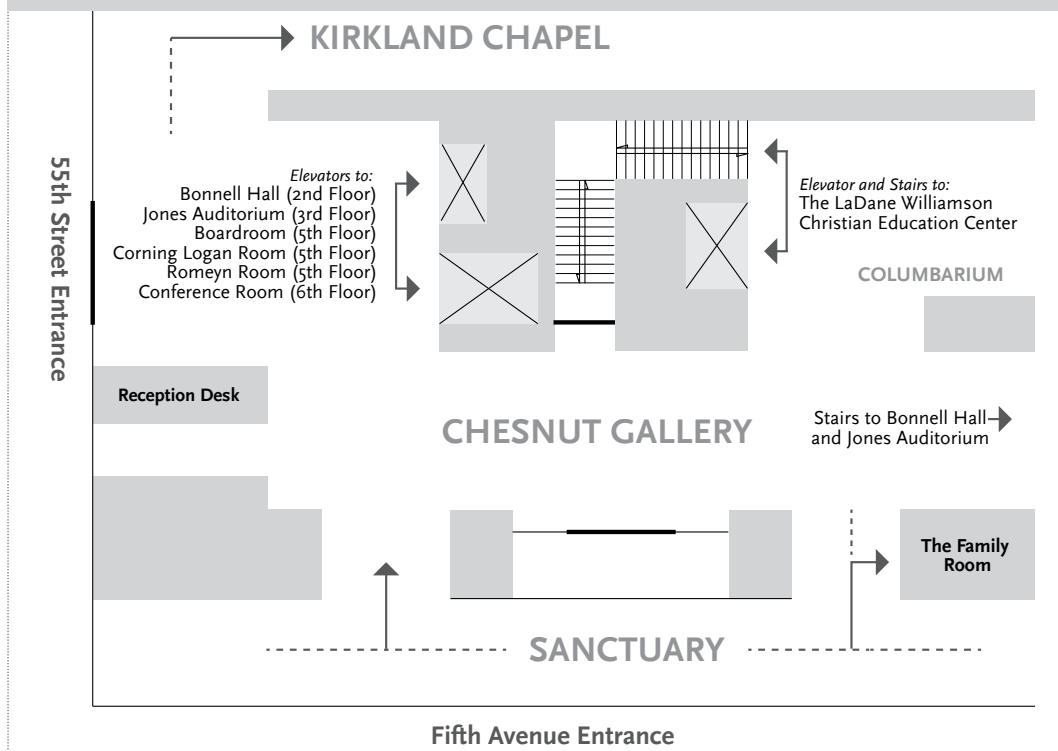 KIRKLAND CHAPEL
55th Street Entrance
Elevators to:
Bonnell Hall (2nd Floor)
Jones Auditorium (3rd Floor)
Boardroom (5th Floor)
Corning Logan Room (5th Floor)
Romeyn Room (5th Floor)
Conference Room (6th Floor)
Elevator and Stairs to:
The LaDane Williamson
Christian Education Center
COLUMBARIUM
Reception Desk
CHESNUT GALLERY
Stairs to Bonnell Hall
and Jones Auditorium
The Family
Room
SANCTUARY
Fifth Avenue Entrance